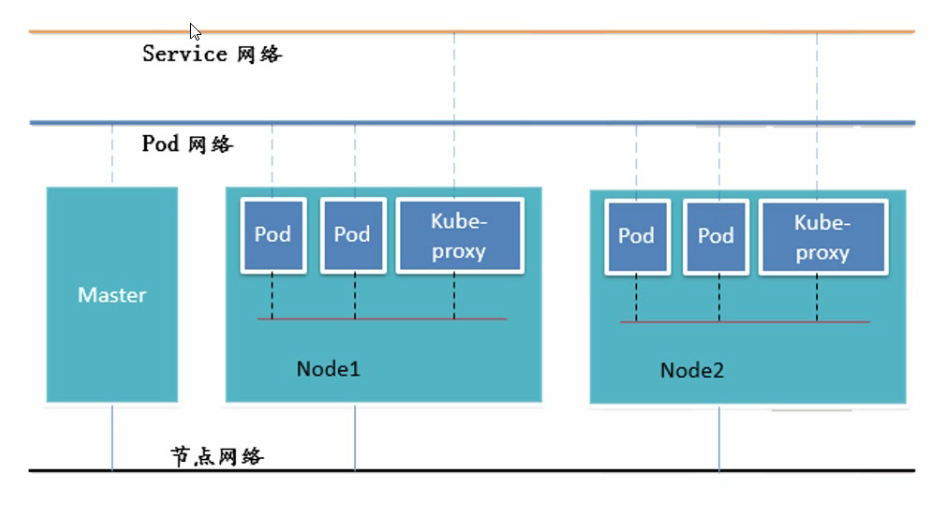 Service 网络
Pod 网络
Master
Pod
Pod
Kube-
proxy
Node1
Pod
Pod
Kube-
proxy
Node2
节点网络